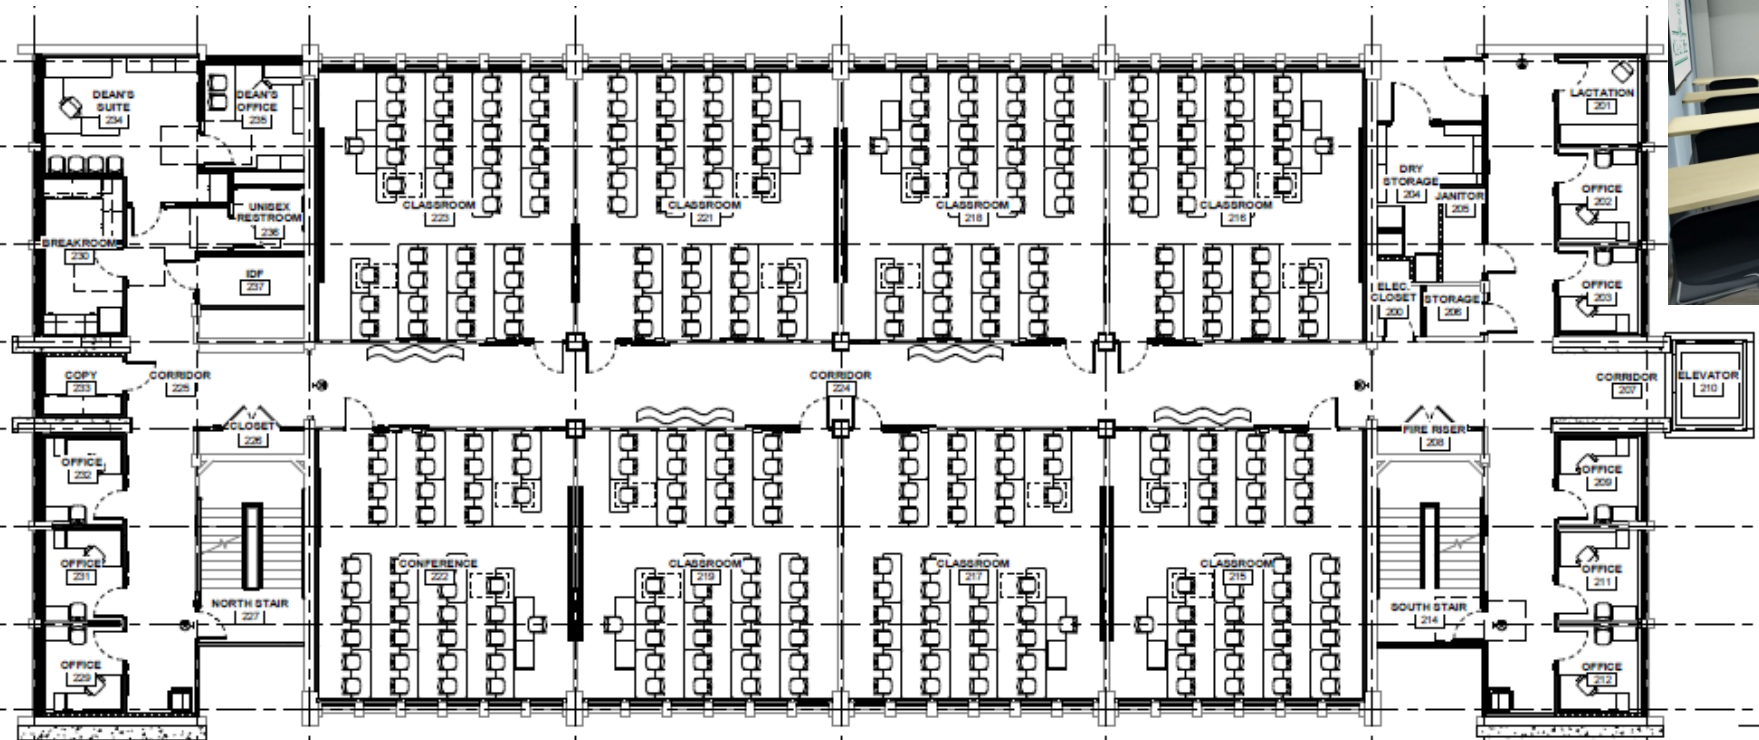 DEAN'S
SUITE
234
DEAN'S
OFFICE
235
LACTATION
201
DRY
STORAGE
204
JANITOR
205
OFFICE
202
CLASSROOM
223
CLASSROOM
221
CLASSROOM
218
CLASSROOM
216
UNISEX
RESTROOM
236
BREAKROOM
230
IDF
237
ELEC.
CLOSET
200
STORAGE
206
OFFICE
203
COPY
233
CORRIDOR
225
CORRIDOR
224
CORRIDOR
207
ELEVATOR
210
CLOSET
226
FIRE RISER
208
OFFICE
232
OFFICE
209
OFFICE
231
CONFERENCE
222
CLASSROOM
219
CLASSROOM
217
CLASSROOM
215
OFFICE
211
NORTH STAIR
227
SOUTH STAIR
214
OFFICE
229
OFFICE
212